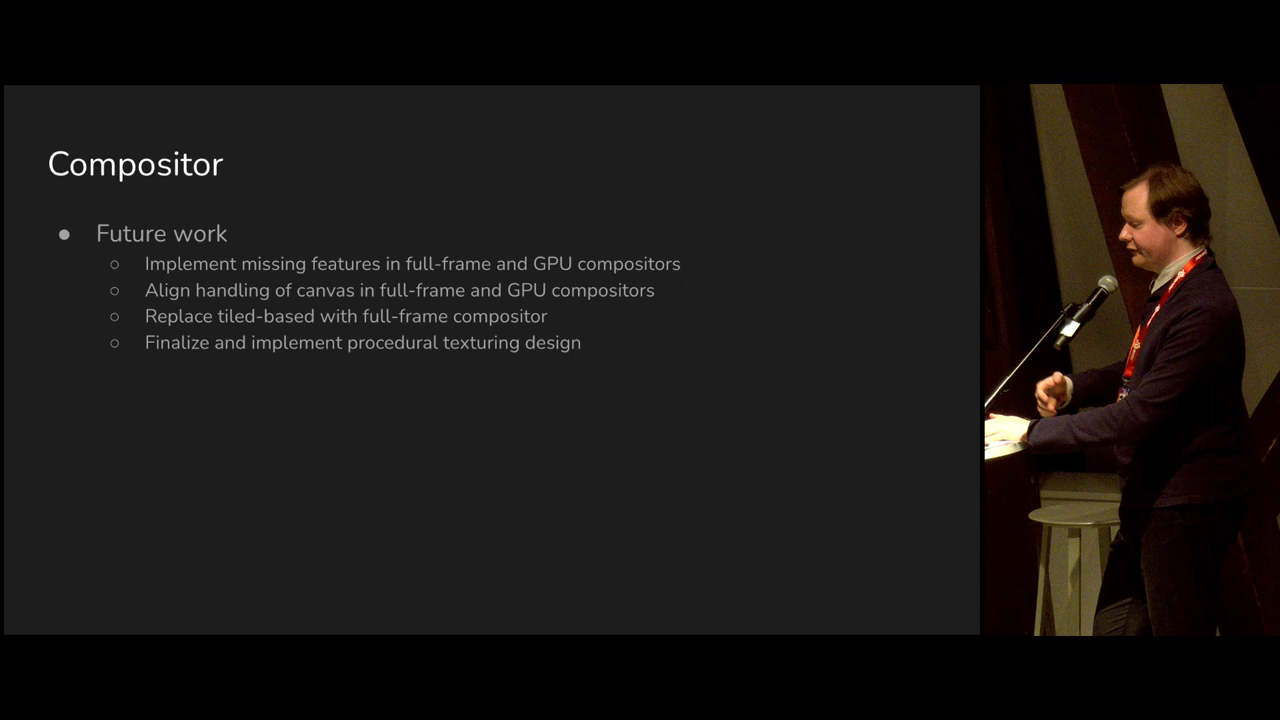 Compositor
● Future work
○ Implement missing features in full-frame and GPU compositors
○ Align handling of canvas in full-frame and GPU compositors
○ Replace tiled-based with full-frame compositor
○ Finalize and implement procedural texturing design